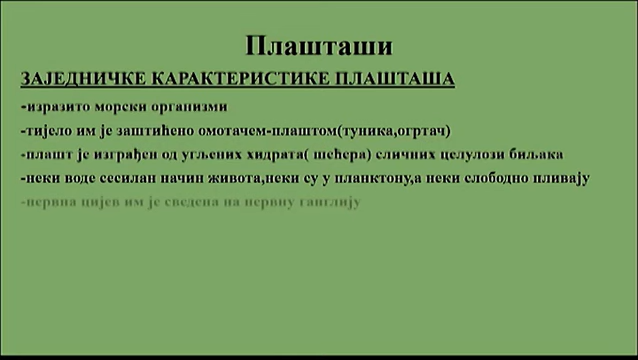 Плашташи
ЗАЈЕДНИЧКЕ КАРАКТЕРИСТИКЕ ПЛАШТАША
-изразито морски организми
-тијело им је заштићено омотачем-плаштом(туника,огртач)
-плашт је изграђен од угљених хидрата( шећера) сличних целулози биљака
-неки воде сесилан начин живота,неки су у планктону,а неки слободно пливају
-нервна цијев им је сведена на нервну ганглију